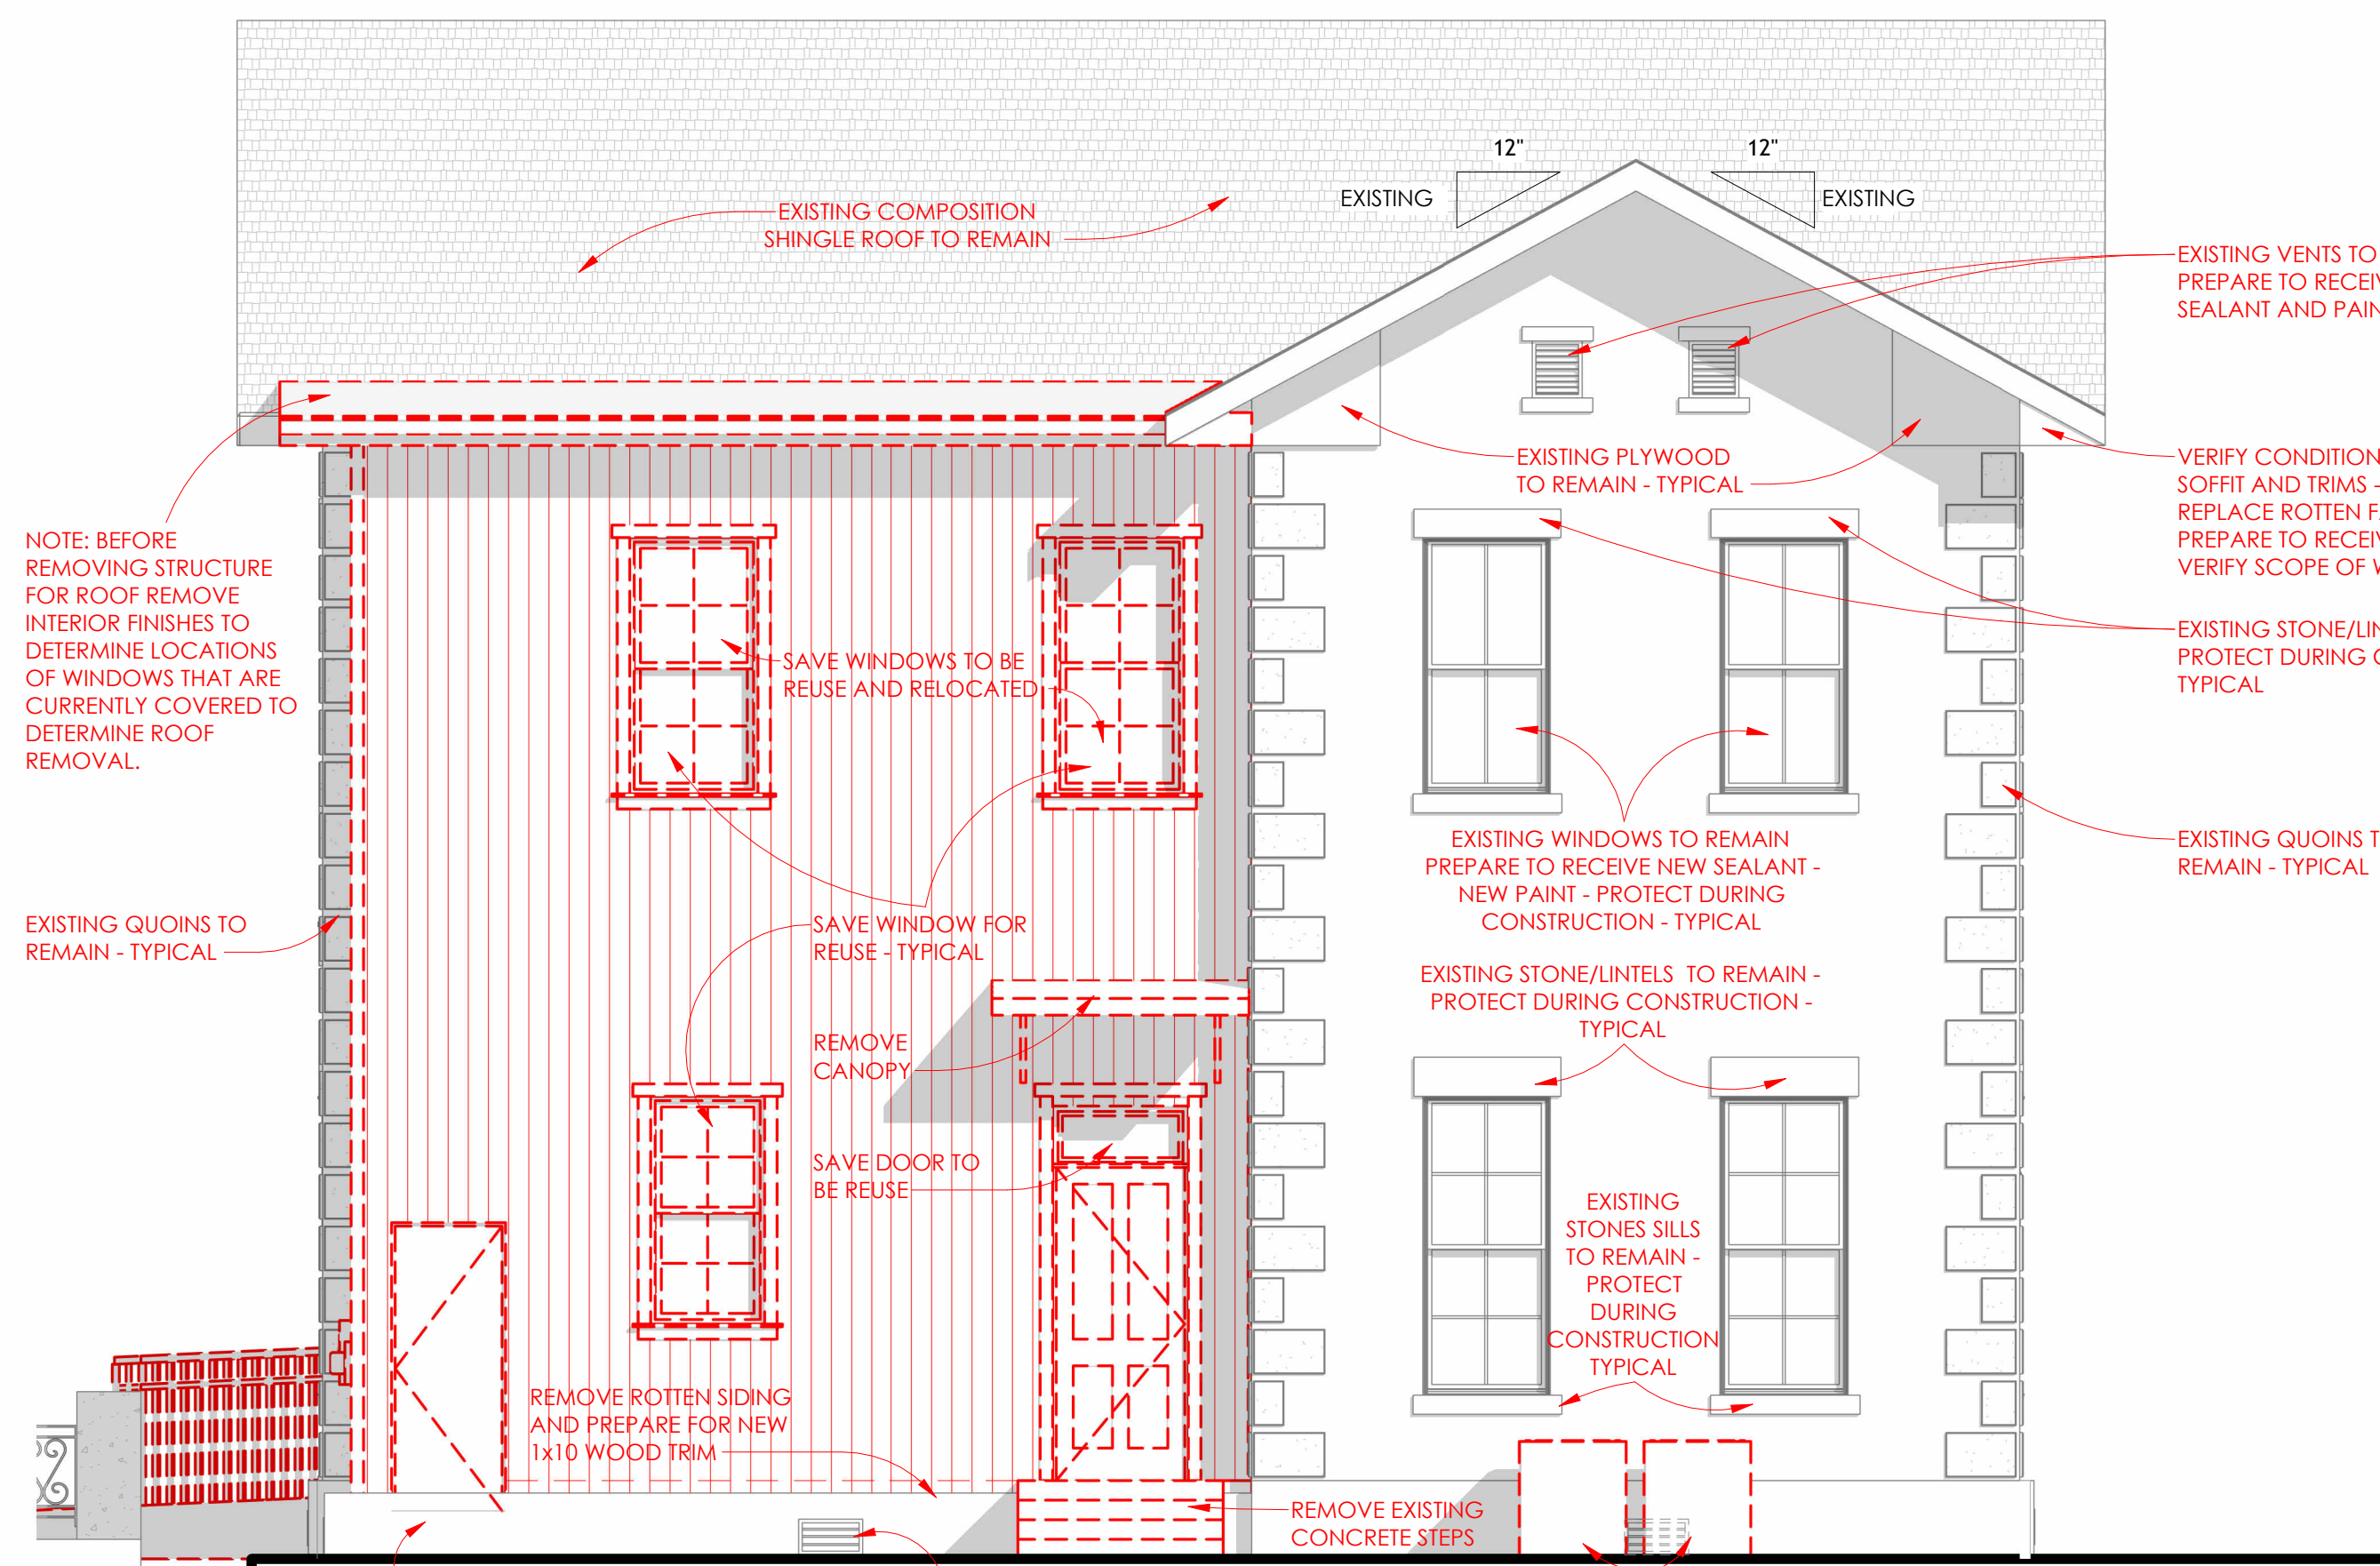 12"
12"
EXISTING
EXISTING
EXISTING COMPOSITION
SHINGLE ROOF TO REMAIN
EXISTING VENTS TO
PREPARE TO
SEALANT AND
EXISTING PLYWOOD
TO REMAIN - TYPICAL
VERIFY CONDITION
SOFFIT AND TRIMS -
REPLACE ROTTEN
PREPARE TO
VERIFY SCOPE OF
NOTE: BEFORE
REMOVING STRUCTURE
FOR ROOF REMOVE
INTERIOR FINISHES TO
DETERMINE LOCATIONS
OF WINDOWS THAT ARE
CURRENTLY COVERED TO
DETERMINE ROOF
REMOVAL.
SAVE WINDOWS TO BE
REUSE AND RELOCATED
EXISTING
PROTECT DURING
TYPICAL
EXISTING WINDOWS TO REMAIN
PREPARE TO RECEIVE NEW SEALANT -
NEW PAINT - PROTECT DURING
CONSTRUCTION - TYPICAL
EXISTING QUOINS
REMAIN - TYPICAL
EXISTING QUOINS TO
REMAIN - TYPICAL
SAVE WINDOW FOR
REUSE - TYPICAL
EXISTING STONE/LINTELS TO REMAIN -
PROTECT DURING CONSTRUCTION -
TYPICAL
REMOVE
CANOPY
SAVE DOOR TO
BE REUSE
EXISTING
STONES SILLS
TO REMAIN -
PROTECT
DURING
CONSTRUCTION
TYPICAL
REMOVE ROTTEN SIDING
AND PREPARE FOR NEW
1x10 WOOD TRIM
REMOVE EXISTING
CONCRETE STEPS